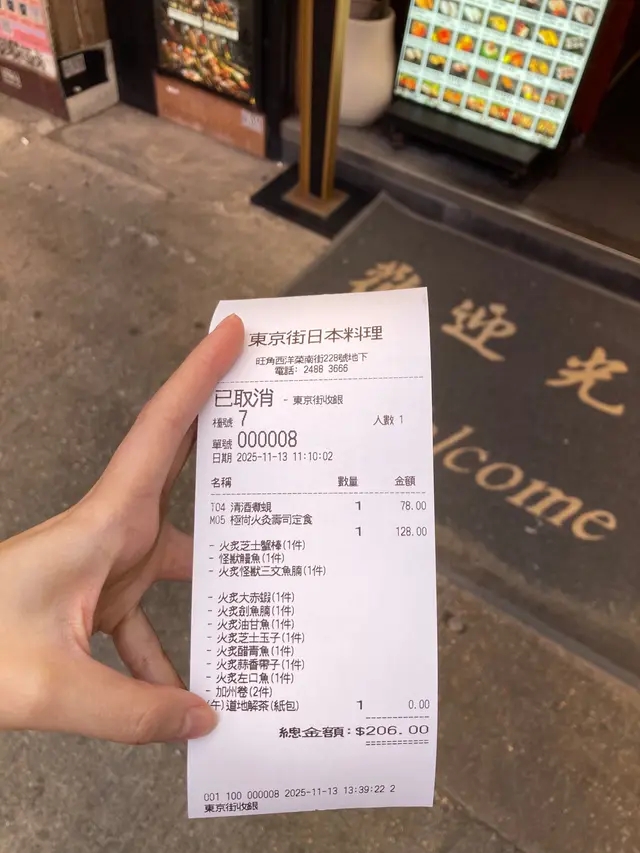 東京街日本料理
旺角西洋菜南街228號地下
電話: 2488 3666
已取消 - 東京街收銀
檯號 7 人數 1
單號 000008
日期 2025-11-13 11:10:02
名稱 數量 金額
T04 清酒煮蜆 1 78.00
M05 極尚火灸壽司定食
1 128.00
- 火炙芝士蟹棒(1件)
- 怪獸鰻魚(1件)
- 火炙怪獸三文魚腩(1件)
- 火炙大赤蝦(1件)
- 火炙劍魚腩(1件)
- 火炙油甘魚(1件)
- 火炙芝士玉子(1件)
- 火炙醋青魚(1件)
- 火炙蒜香帶子(1件)
- 火炙左口魚(1件)
- 加州卷(2件)
(午)道地解茶(紙包) 1 0.00
總金額: $206.00
001 100 000008 2025-11-13 13:39:22 2
東京街收銀
歡迎光
elcome